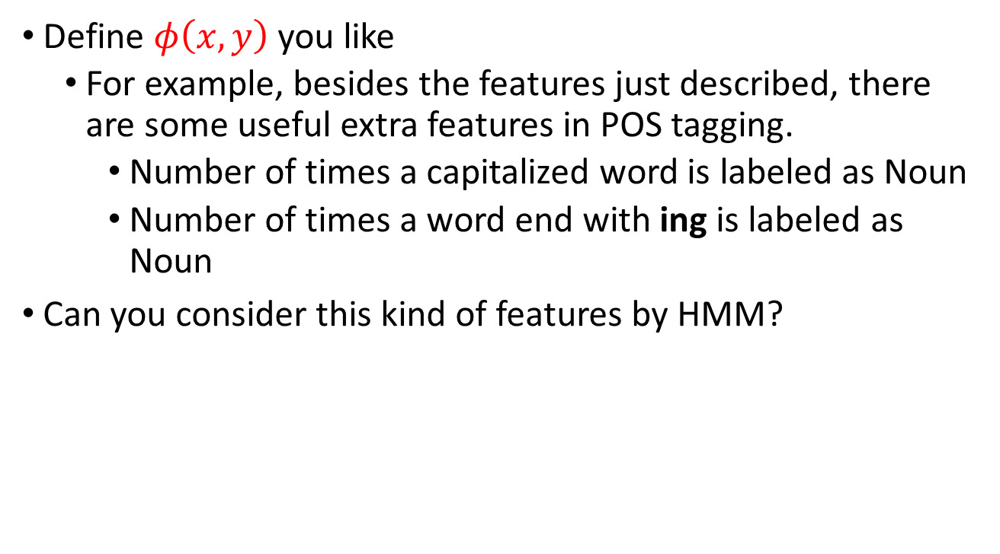 • Define ϕ(x, y) you like
• For example, besides the features just described, there
are some useful extra features in POS tagging.
• Number of times a capitalized word is labeled as Noun
• Number of times a word end with ing is labeled as
Noun
• Can you consider this kind of features by HMM?